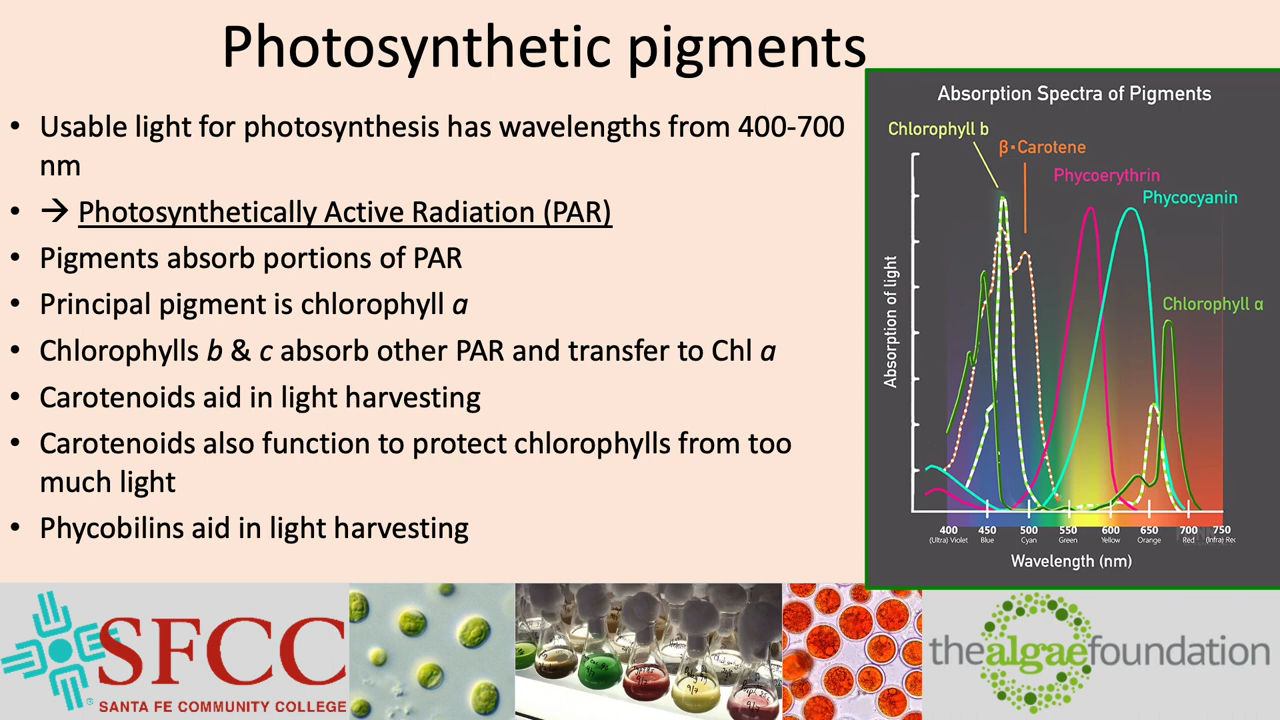 Photosynthetic pigments
• Usable light for photosynthesis has wavelengths from 400-700
nm
• → Photosynthetically Active Radiation (PAR)
• Pigments absorb portions of PAR
• Principal pigment is chlorophyll a
• Chlorophylls b & c absorb other PAR and transfer to Chl a
• Carotenoids aid in light harvesting
• Carotenoids also function to protect chlorophylls from too
much light
• Phycobilins aid in light harvesting
Absorption Spectra of Pigments
Chlorophyll b
β·Carotene
Phycoerythrin
Phycocyanin
Chlorophyll α
Absorption of light
400 450 500 550 600 650 700 750
(Ultra) Violet Blue Cyan Green Yellow Orange Red (Infra) Rec
Wavelength (nm)
SFCC
®
SANTA FE COMMUNITY COLLEGE
thealgaefoundation